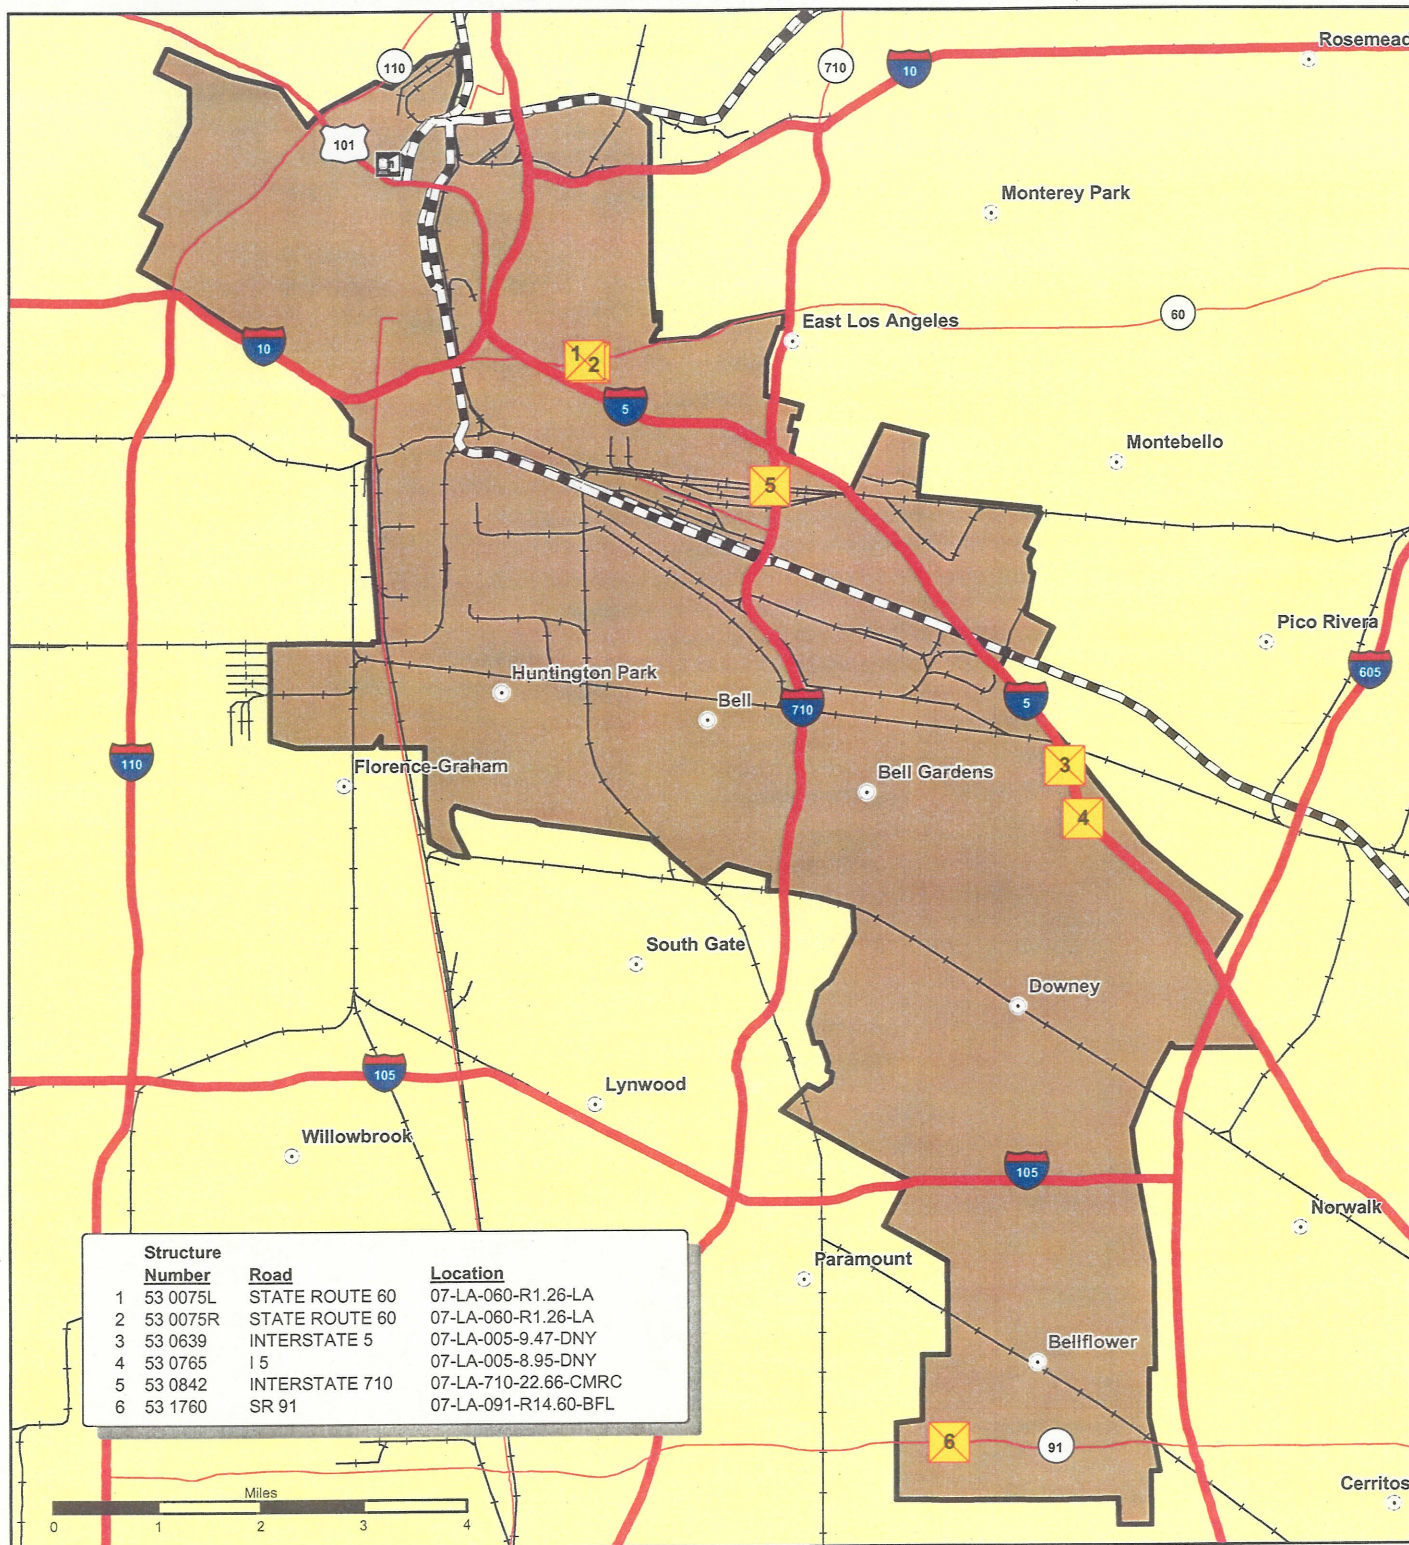 Rosemead
110
710
10
101
Monterey Park
60
East Los Angeles
10
1
2
5
Montebello
5
Pico Rivera
605
Huntington Park
Bell
710
5
110
Florence-Graham
Bell Gardens
3
4
South Gate
Downey
105
Lynwood
Willowbrook
105
Norwalk
Paramount
Bellflower
6
91
Cerritos
Structure
Number Road Location
1 53 0075L STATE ROUTE 60 07-LA-060-R1.26-LA
2 53 0075R STATE ROUTE 60 07-LA-060-R1.26-LA
3 53 0639 INTERSTATE 5 07-LA-005-9.47-DNY
4 53 0765 I 5 07-LA-005-8.95-DNY
5 53 0842 INTERSTATE 710 07-LA-710-22.66-CMRC
6 53 1760 SR 91 07-LA-091-R14.60-BFL
Miles
0 1 2 3 4